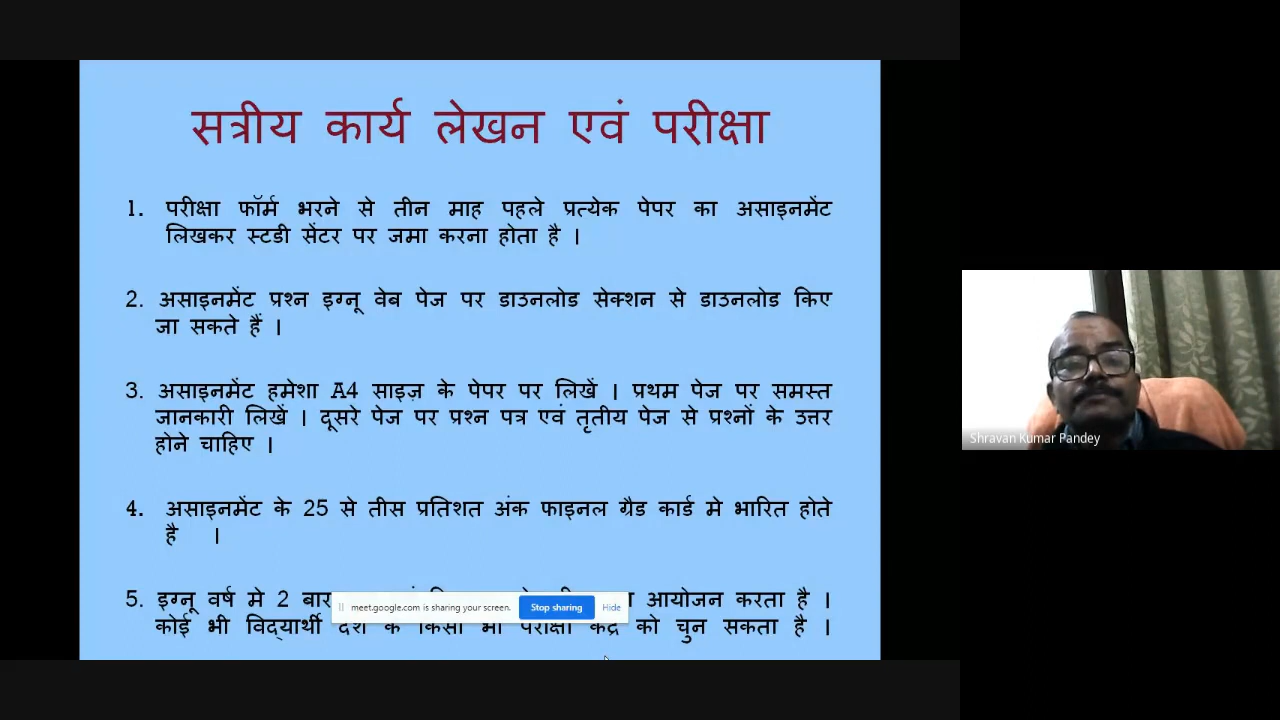 सत्रीय कार्य लेखन एवं परीक्षा
1. परीक्षा फॉर्म भरने से तीन माह पहले प्रत्येक पेपर का असाइनमेंट
लिखकर स्टडी सेंटर पर जमा करना होता है ।
2. असाइनमेंट प्रश्न इग्नू वेब पेज पर डाउनलोड सेक्शन से डाउनलोड किए
जा सकते हैं ।
3. असाइनमेंट हमेशा A4 साइज़ के पेपर पर लिखें । प्रथम पेज पर समस्त
जानकारी लिखें । दूसरे पेज पर प्रश्न पत्र एवं तृतीय पेज से प्रश्नों के उत्तर
होने चाहिए ।
4. असाइनमेंट के 25 से तीस प्रतिशत अंक फाइनल ग्रैड कार्ड मे भारित होते
है ।
5. इग्नू वर्ष मे 2 बार आयोजन करता है ।
कोई भी विद्यार्थी देश के किसी भी परीक्षा केंद्र को चुन सकता है ।
meet.google.com is sharing your screen. Stop sharing Hide
Shravan Kumar Pandey